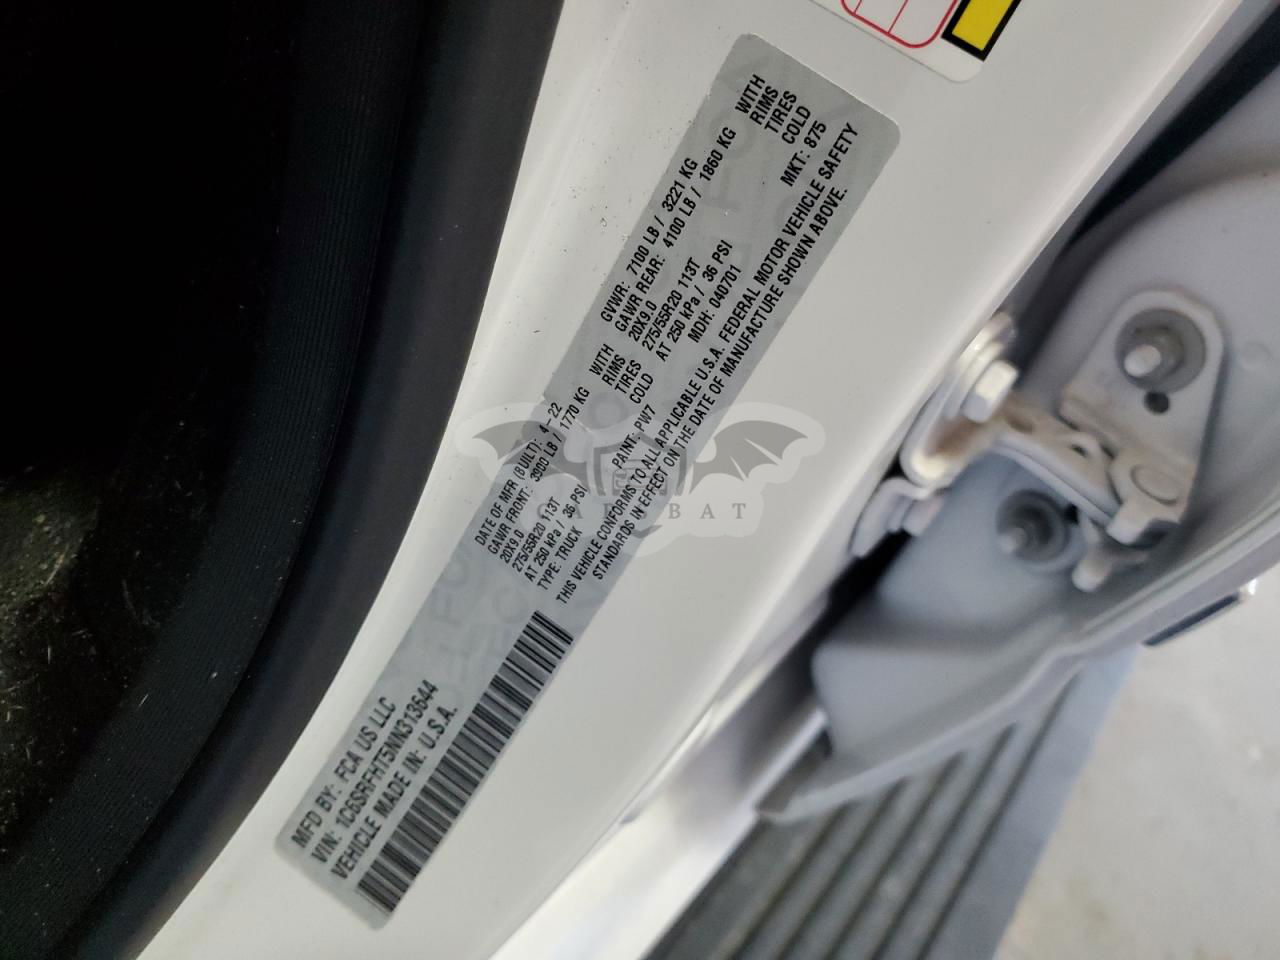 MFD BY: FCA US LLC
VIN: 1C6SRFHT5NN313644
VEHICLE MADE IN: U.S.A.
DATE OF MFR (BUILT): 4-22
GAWR FRONT: 3900 LB / 1770 KG WITH
20X9.0 RIMS
275/55R20 113T TIRES
AT 250 kPa / 36 PSI COLD
TYPE: TRUCK PAINT: PW7
GVWR: 7100 LB / 3221 KG
GAWR REAR: 4100 LB / 1860 KG WITH
20X9.0 RIMS
275/55R20 113T TIRES
AT 250 kPa / 36 PSI COLD
MDH: 040701 MKT: 875
THIS VEHICLE CONFORMS TO ALL APPLICABLE U.S.A. FEDERAL MOTOR VEHICLE SAFETY
STANDARDS IN EFFECT ON THE DATE OF MANUFACTURE SHOWN ABOVE.
CARSBAT